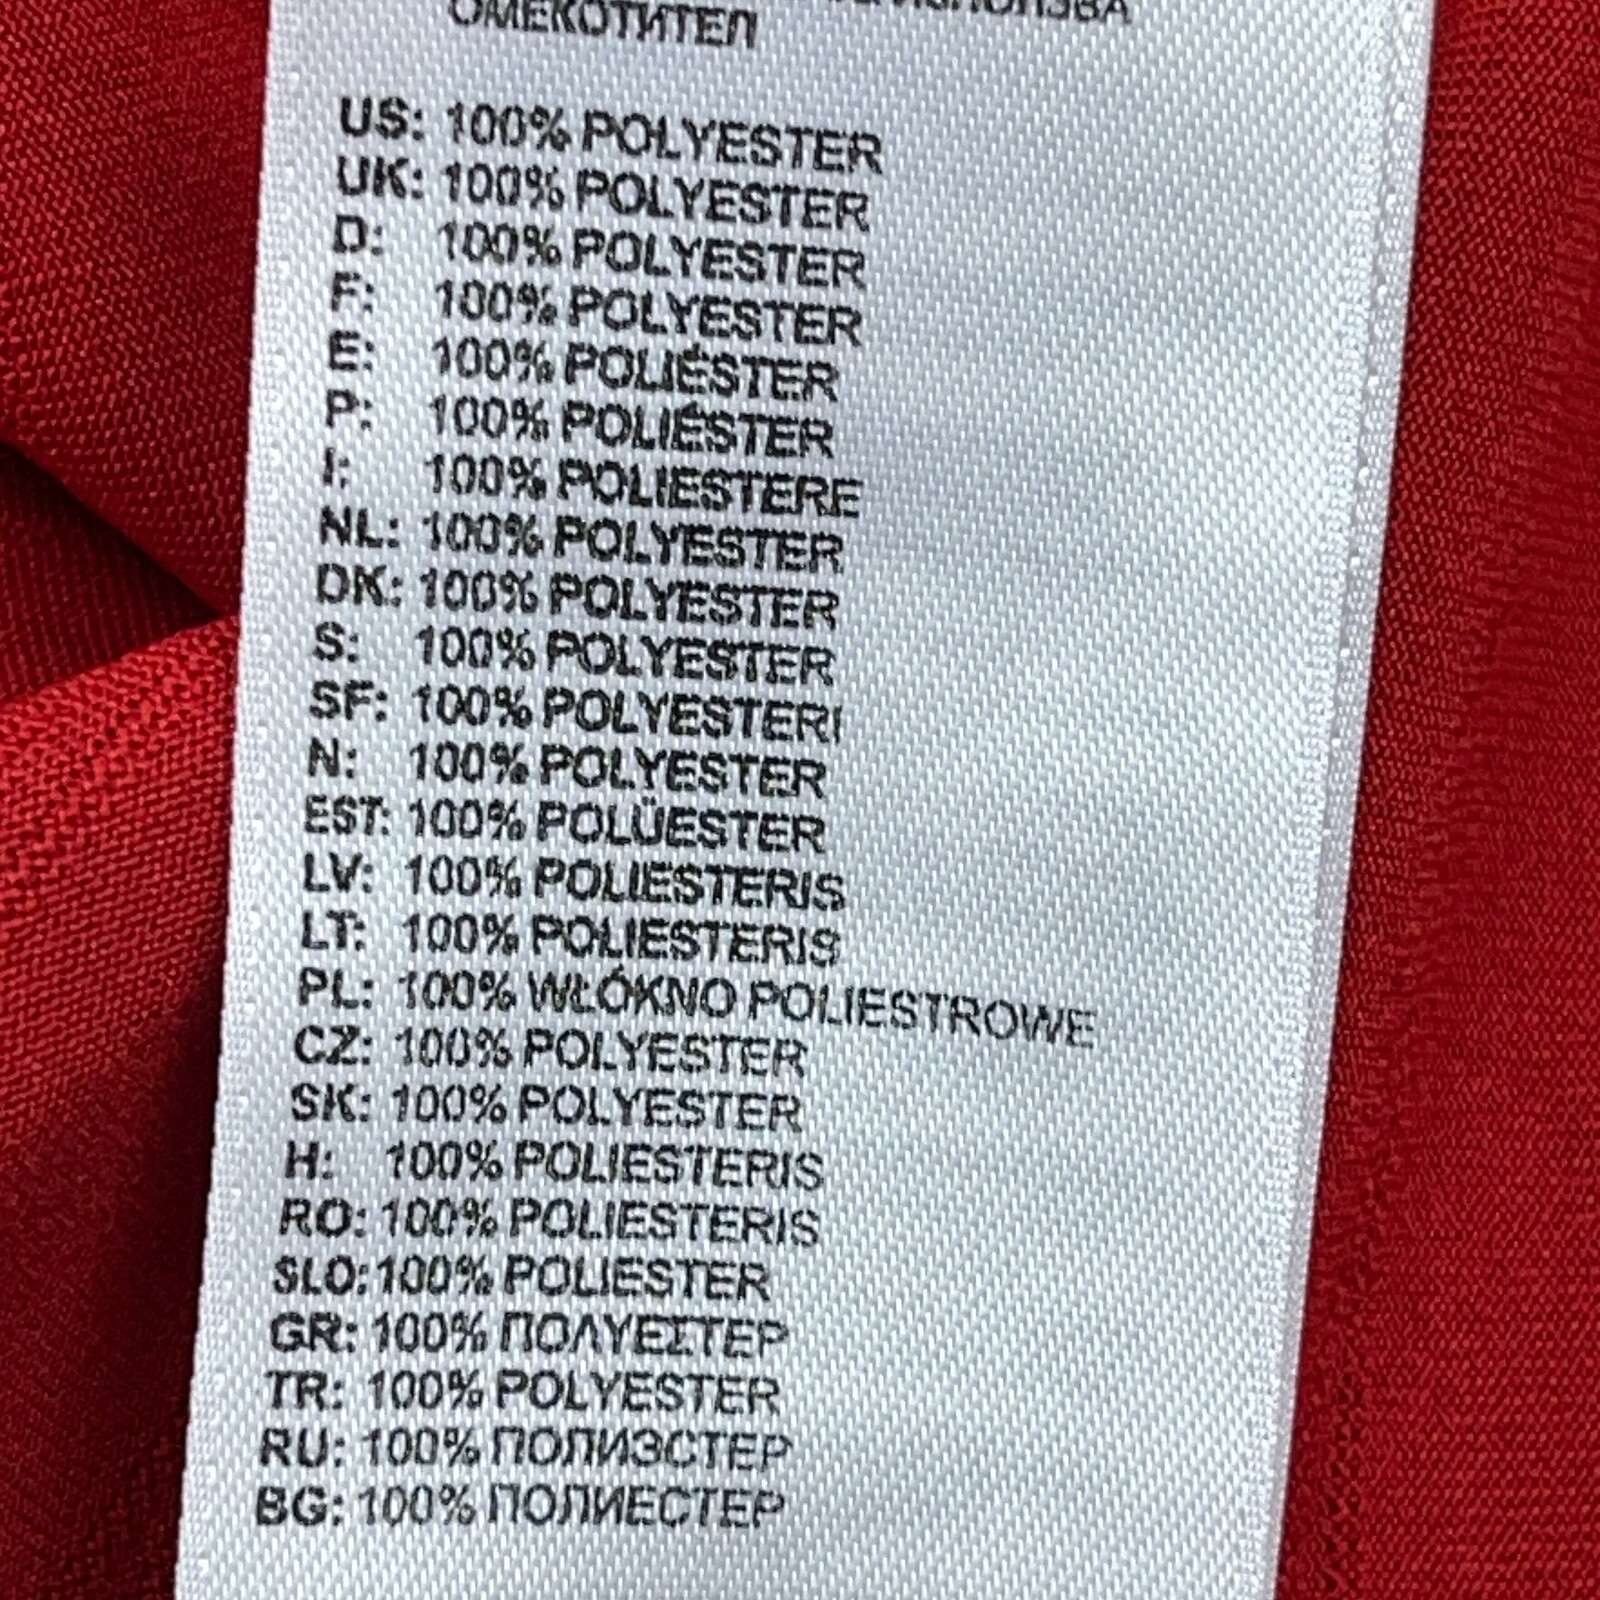 ОМЕКОТИТЕЛ
US: 100% POLYESTER
UK: 100% POLYESTER
D: 100% POLYESTER
F: 100% POLYESTER
E: 100% POLIÉSTER
P: 100% POLIÉSTER
I: 100% POLIESTERE
NL: 100% POLYESTER
DK: 100% POLYESTER
S: 100% POLYESTER
SF: 100% POLYESTERI
N: 100% POLYESTER
EST: 100% POLÜESTER
LV: 100% POLIESTERIS
LT: 100% POLIESTERIS
PL: 100% WŁÓKNO POLIESTROWE
CZ: 100% POLYESTER
SK: 100% POLYESTER
H: 100% POLIESTERIS
RO: 100% POLIESTERIS
SLO: 100% POLIESTER
GR: 100% ΠΟΛΥΕΣΤΕΡ
TR: 100% POLYESTER
RU: 100% ПОЛИЭСТЕР
BG: 100% ПОЛИЕСТЕР